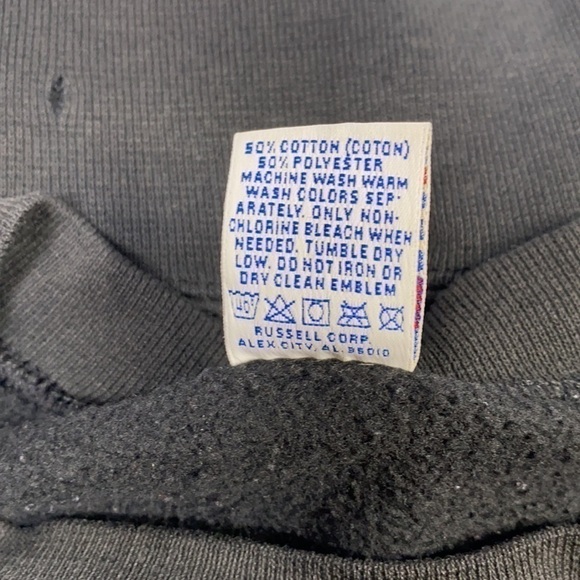 50% COTTON (COTON)
50% POLYESTER
MACHINE WASH WARM
WASH COLORS SEP-
ARATELY. ONLY NON-
CHLORINE BLEACH WHEN
NEEDED. TUMBLE DRY
LOW. DO NOT IRON OR
DRY CLEAN EMBLEM
40°
RUSSELL CORP.
ALEX CITY, AL. 35010